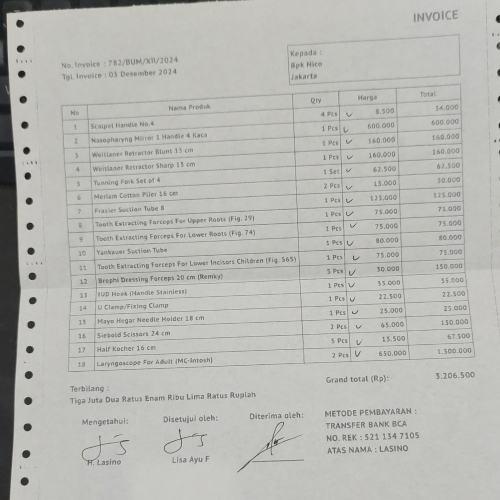 INVOICE
No. Invoice : 782/BUM/XII/2024
Tgl. Invoice : 03 Desember 2024
Kepada :
Bpk Nico
Jakarta
No Nama Produk Qty Harga Total
1 Scalpel Handle No.4 4 Pcs 8.500 34.000
2 Nasopharyng Mirror 1 Handle 4 Kaca 1 Pcs 600.000 600.000
3 Weitlaner Retractor Blunt 13 cm 1 Pcs 160.000 160.000
4 Weitlaner Retractor Sharp 13 cm 1 Pcs 160.000 160.000
5 Tunning Fork Set of 4 1 Set 62.500 62.500
6 Meriam Cotton Plier 16 cm 2 Pcs 15.000 30.000
7 Frazier Suction Tube 8 1 Pcs 125.000 125.000
8 Tooth Extracting Forceps For Upper Roots (Fig. 29) 1 Pcs 75.000 75.000
9 Tooth Extracting Forceps For Lower Roots (Fig. 74) 1 Pcs 75.000 75.000
10 Yankauer Suction Tube 1 Pcs 80.000 80.000
11 Tooth Extracting Forceps For Lower Incisors Children (Fig. 56S) 1 Pcs 75.000 75.000
12 Brophi Dressing Forceps 20 cm (Remky) 5 Pcs 30.000 150.000
13 IUD Hook (Handle Stainless) 1 Pcs 55.000 55.000
14 U Clamp/Fixing Clamp 1 Pcs 22.500 22.500
15 Mayo Hegar Needle Holder 18 cm 1 Pcs 25.000 25.000
16 Siebold Scissors 24 cm 2 Pcs 65.000 130.000
17 Half Kocher 16 cm 5 Pcs 13.500 67.500
18 Laryngoscope For Adult (MC-Intosh) 2 Pcs 650.000 1.300.000
Terbilang :
Grand total (Rp): 3.206.500
Tiga Juta Dua Ratus Enam Ribu Lima Ratus Rupiah
Mengetahui: Disetujui oleh: Diterima oleh:
H. Lasino Lisa Ayu F
METODE PEMBAYARAN :
TRANSFER BANK BCA
NO. REK : 521 134 7105
ATAS NAMA : LASINO